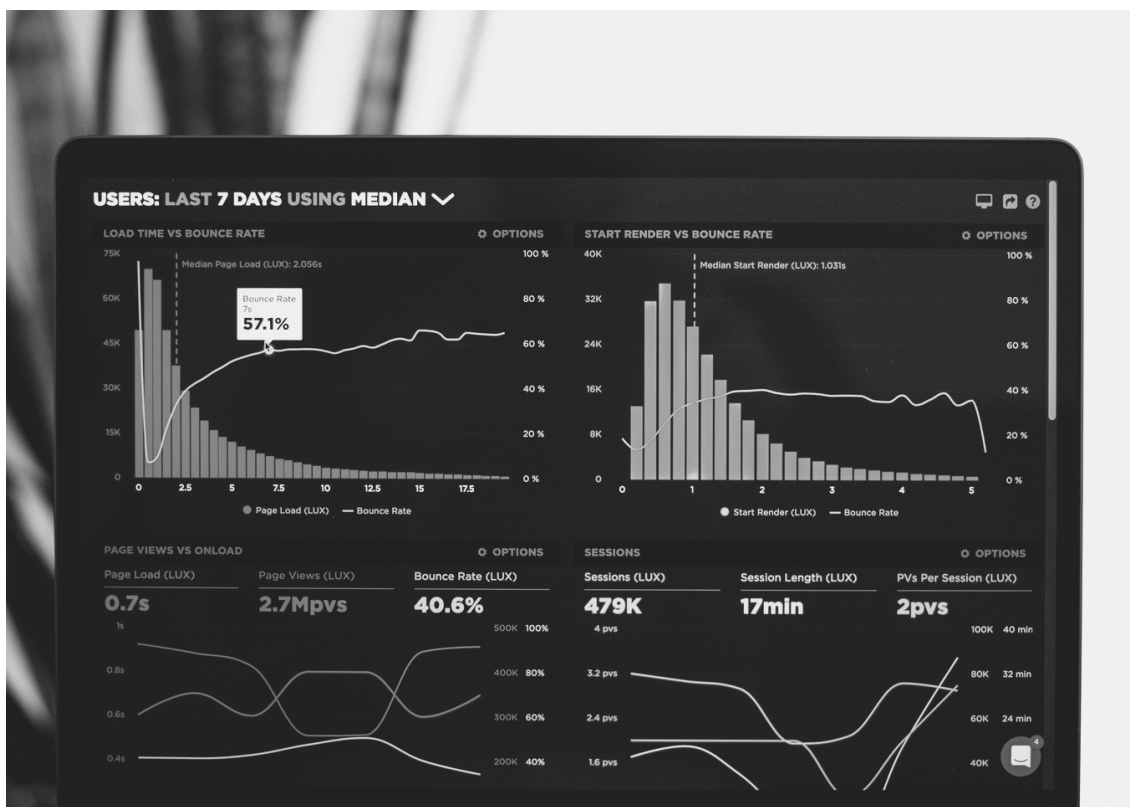 USERS: LAST 7 DAYS USING MEDIAN
LOAD TIME VS BOUNCE RATE
OPTIONS
75K
60K
45K
30K
15K
0
100 %
80 %
60 %
40 %
20 %
0 %
Median Page Load (LUX): 2.056s
Bounce Rate
7s
57.1%
0 2.5 5 7.5 10 12.5 15 17.5
Page Load (LUX) Bounce Rate
START RENDER VS BOUNCE RATE
OPTIONS
40K
32K
24K
16K
8K
0
100 %
80 %
60 %
40 %
20 %
0 %
Median Start Render (LUX): 1.031s
0 1 2 3 4 5
Start Render (LUX) Bounce Rate
PAGE VIEWS VS ONLOAD
OPTIONS
Page Load (LUX)
0.7s
Page Views (LUX)
2.7Mpvs
Bounce Rate (LUX)
40.6%
1s
0.8s
0.6s
0.4s
500K 100%
400K 80%
300K 60%
200K 40%
SESSIONS
OPTIONS
Sessions (LUX)
479K
Session Length (LUX)
17min
PVs Per Session (LUX)
2pvs
4 pvs
3.2 pvs
2.4 pvs
1.6 pvs
100K 40 min
80K 32 min
60K 24 min
40K
4